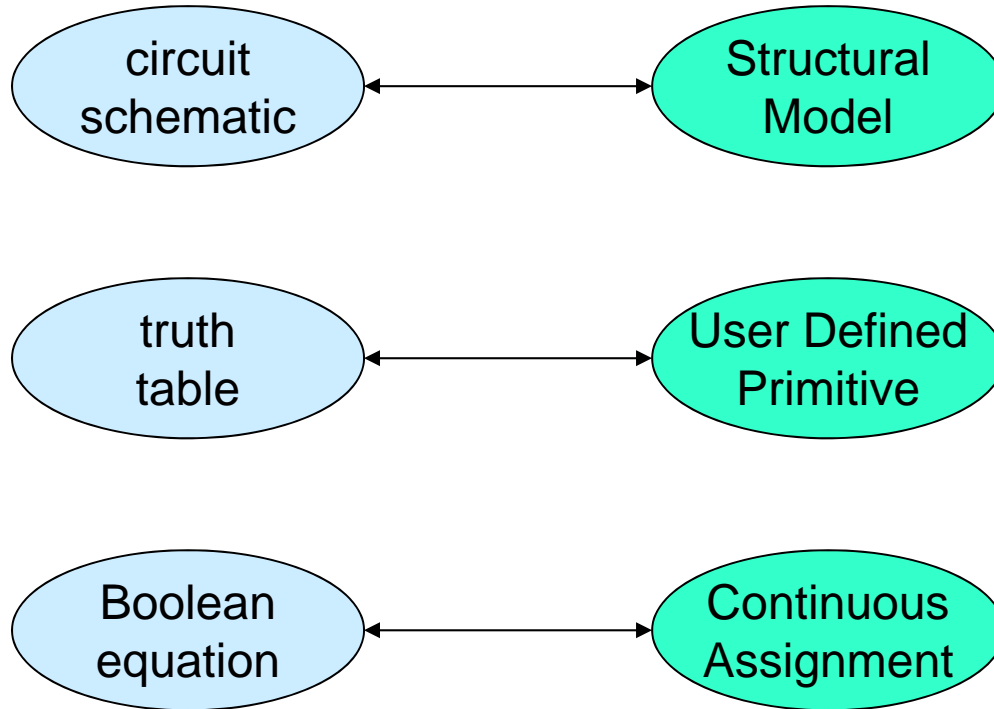 circuit
schematic
Structural
Model
truth
table
User Defined
Primitive
Boolean
equation
Continuous
Assignment